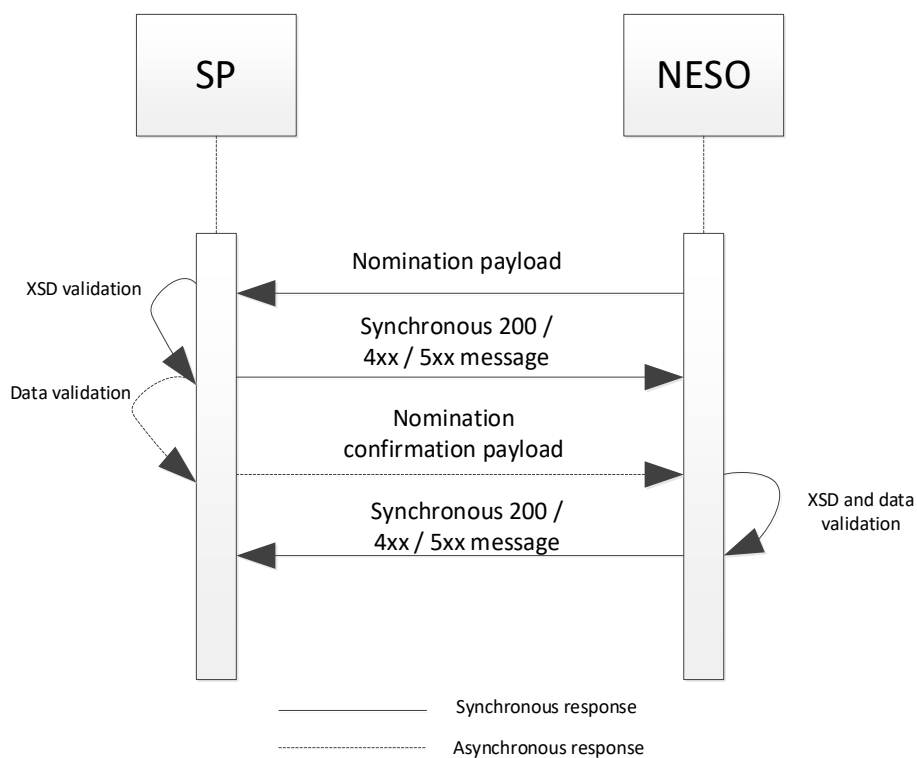 SP
NESO
Nomination payload
XSD validation
Synchronous 200 /
4xx / 5xx message
Data validation
Nomination
confirmation payload
XSD and data
validation
Synchronous 200 /
4xx / 5xx message
Synchronous response
Asynchronous response